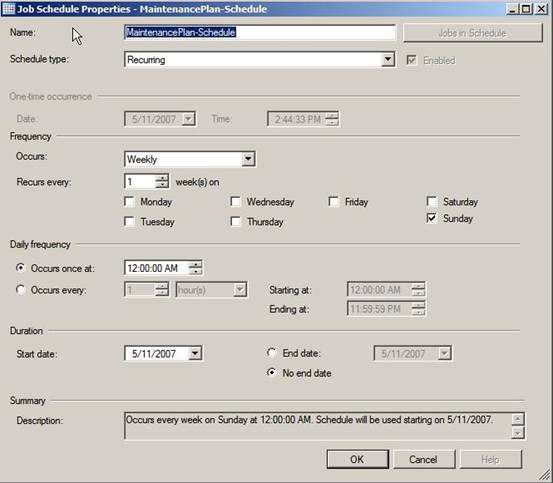 Job Schedule Properties - MaintenancePlan-Schedule
Name: MaintenancePlan-Schedule Jobs in Schedule
Schedule type: Recurring Enabled
One-time occurrence
Date: 5/11/2007 Time: 2:44:33 PM
Frequency
Occurs: Weekly
Recurs every: 1 week(s) on
Monday Wednesday Friday Saturday
Tuesday Thursday Sunday
Daily frequency
Occurs once at: 12:00:00 AM
Occurs every: 1 hour(s) Starting at: 12:00:00 AM
Ending at: 11:59:59 PM
Duration
Start date: 5/11/2007 End date: 5/11/2007
No end date
Summary
Description: Occurs every week on Sunday at 12:00:00 AM. Schedule will be used starting on 5/11/2007.
OK Cancel Help